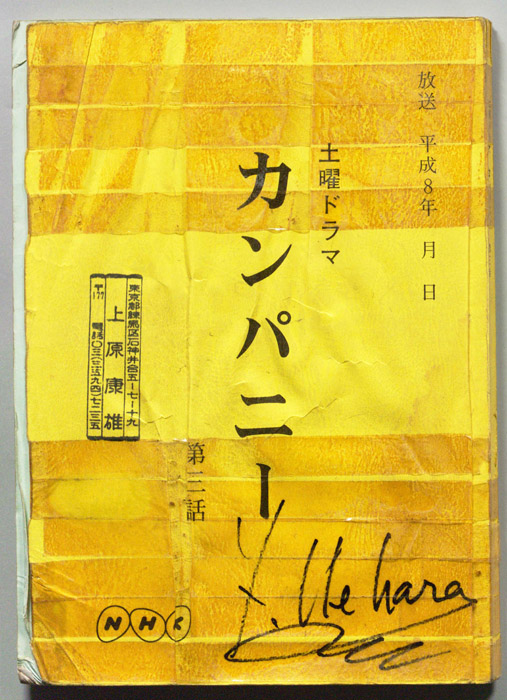 放送 平成8年 月 日
土曜ドラマ
カンパニー
第三話
東京都練馬区石神井台五ー七ー十九
上原康雄
〒177
Y. Uehara
NHK